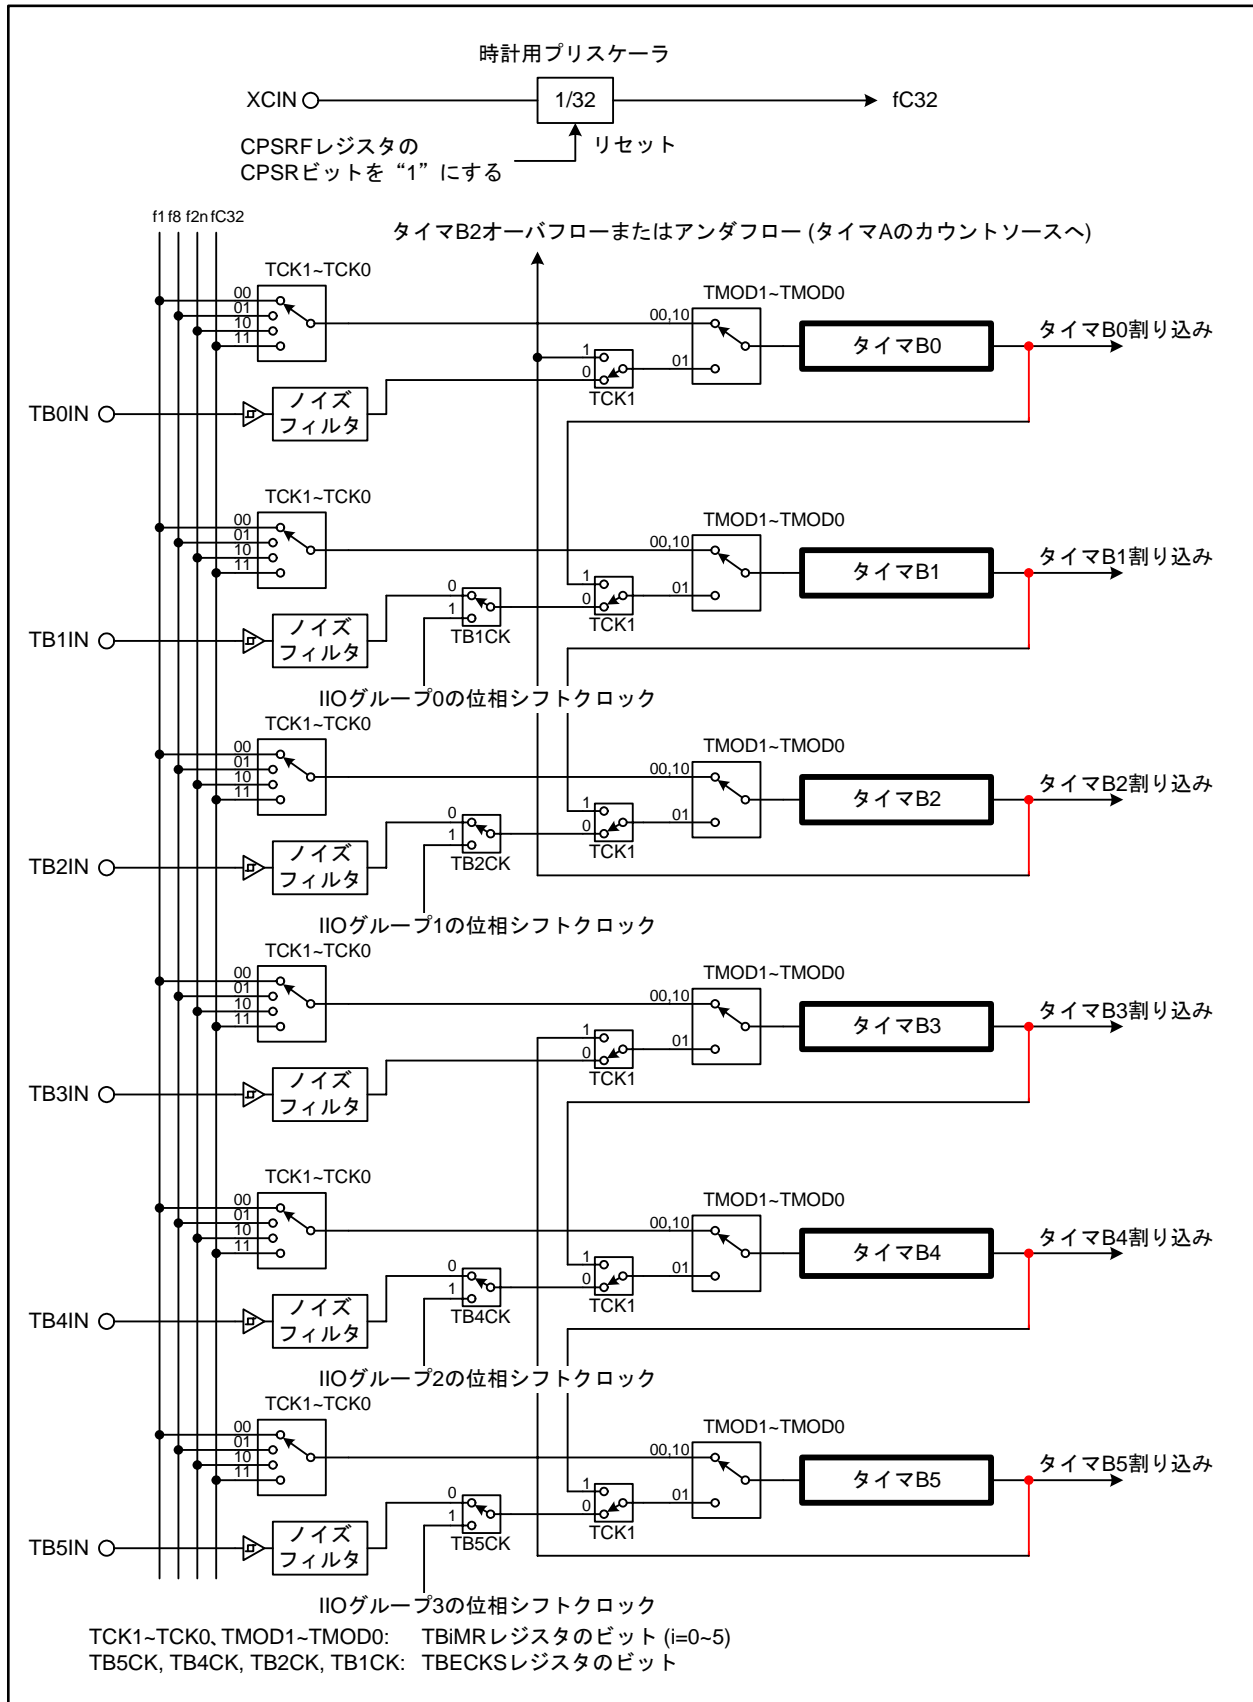 時計用プリスケーラ
XCIN
1/32
fC32
CPSRFレジスタの
CPSRビットを“1”にする
リセット
f1 f8 f2n fC32
タイマB2オーバフローまたはアンダフロー (タイマAのカウントソースへ)
TCK1~TCK0
00
01
10
11
TMOD1~TMOD0
00,10
01
タイマB0
タイマB0割り込み
1
0
TCK1
TB0IN
ノイズ
フィルタ
TCK1~TCK0
00
01
10
11
TMOD1~TMOD0
00,10
01
タイマB1
タイマB1割り込み
1
0
TCK1
0
1
TB1CK
TB1IN
ノイズ
フィルタ
IIOグループ0の位相シフトクロック
TCK1~TCK0
00
01
10
11
TMOD1~TMOD0
00,10
01
タイマB2
タイマB2割り込み
1
0
TCK1
0
1
TB2CK
TB2IN
ノイズ
フィルタ
IIOグループ1の位相シフトクロック
TCK1~TCK0
00
01
10
11
TMOD1~TMOD0
00,10
01
タイマB3
タイマB3割り込み
1
0
TCK1
TB3IN
ノイズ
フィルタ
TCK1~TCK0
00
01
10
11
TMOD1~TMOD0
00,10
01
タイマB4
タイマB4割り込み
1
0
TCK1
0
1
TB4CK
TB4IN
ノイズ
フィルタ
IIOグループ2の位相シフトクロック
TCK1~TCK0
00
01
10
11
TMOD1~TMOD0
00,10
01
タイマB5
タイマB5割り込み
1
0
TCK1
0
1
TB5CK
TB5IN
ノイズ
フィルタ
IIOグループ3の位相シフトクロック
TCK1~TCK0、TMOD1~TMOD0: TBiMRレジスタのビット (i=0~5)
TB5CK, TB4CK, TB2CK, TB1CK: TBECKSレジスタのビット